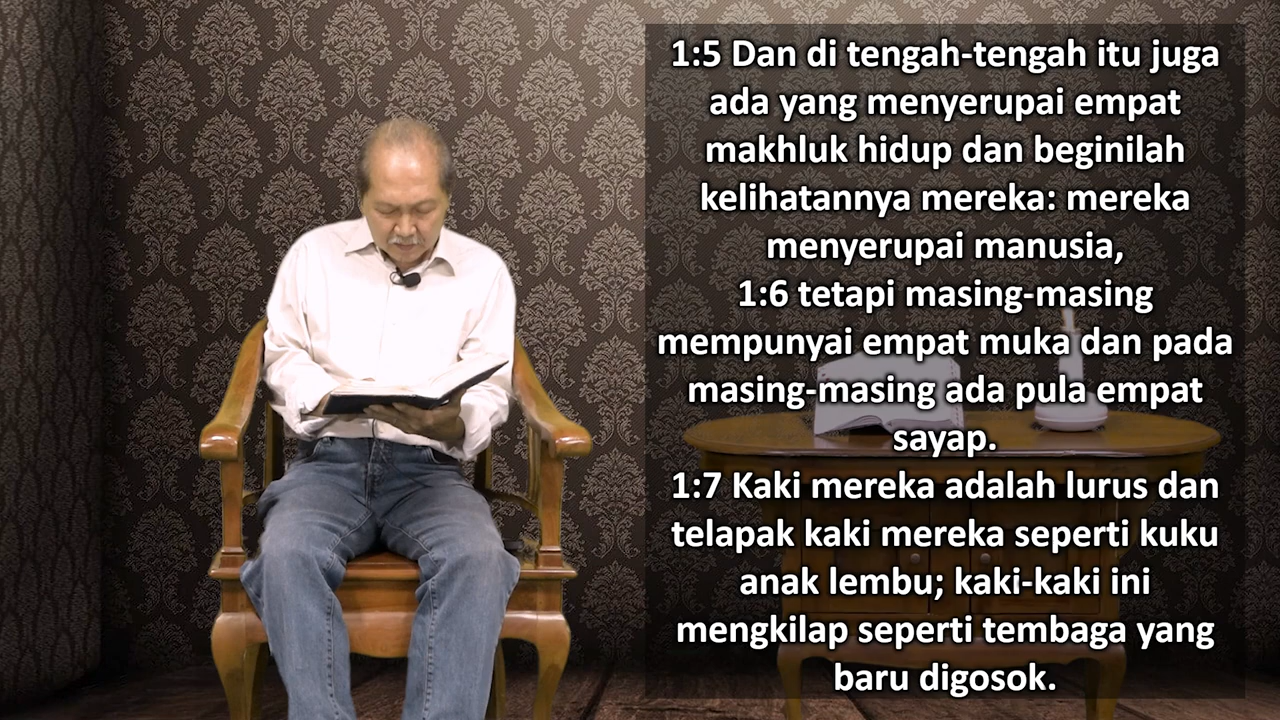 1:5 Dan di tengah-tengah itu juga
ada yang menyerupai empat
makhluk hidup dan beginilah
kelihatannya mereka: mereka
menyerupai manusia,
1:6 tetapi masing-masing
mempunyai empat muka dan pada
masing-masing ada pula empat
sayap.
1:7 Kaki mereka adalah lurus dan
telapak kaki mereka seperti kuku
anak lembu; kaki-kaki ini
mengkilap seperti tembaga yang
baru digosok.